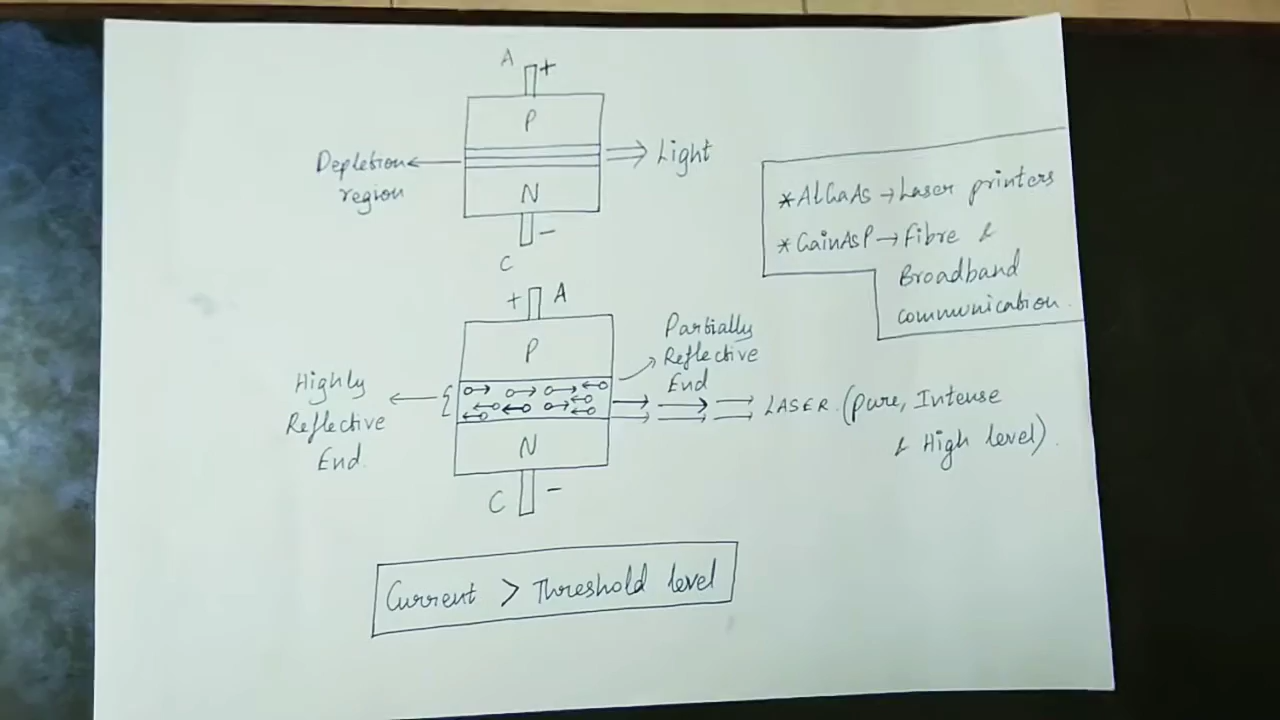 A
+
P
Depletion
region
Light
N
-
C
*AlGaAs → Laser printers
*GainAsP → Fibre &
Broadband
communication.
+ A
P
Partially
Reflective
End
Highly
Reflective
End.
LASER. (pure, Intense
& High level).
N
C -
Current > Threshold level